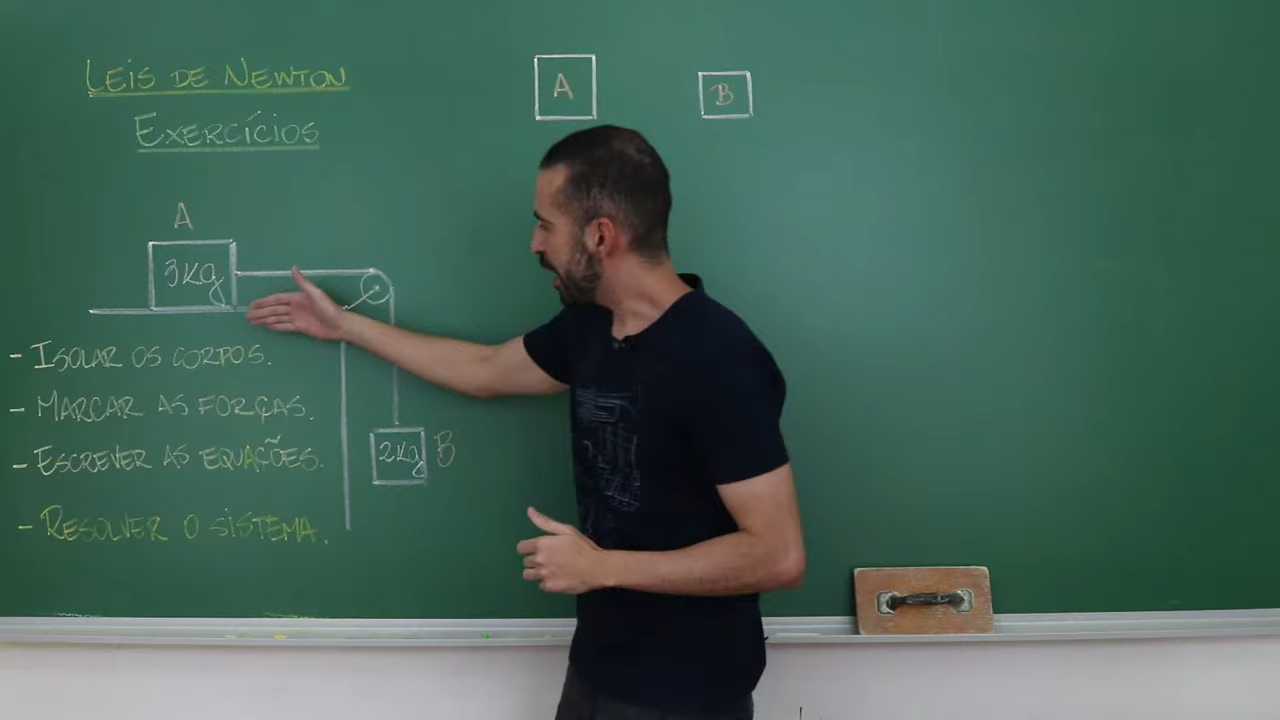 LEIS DE NEWTON
EXERCÍCIOS
A
3Kg
- ISOLAR OS CORPOS.
- MARCAR AS FORÇAS.
- ESCREVER AS EQUAÇÕES.
- RESOLVER O SISTEMA.
2Kg B
A
B